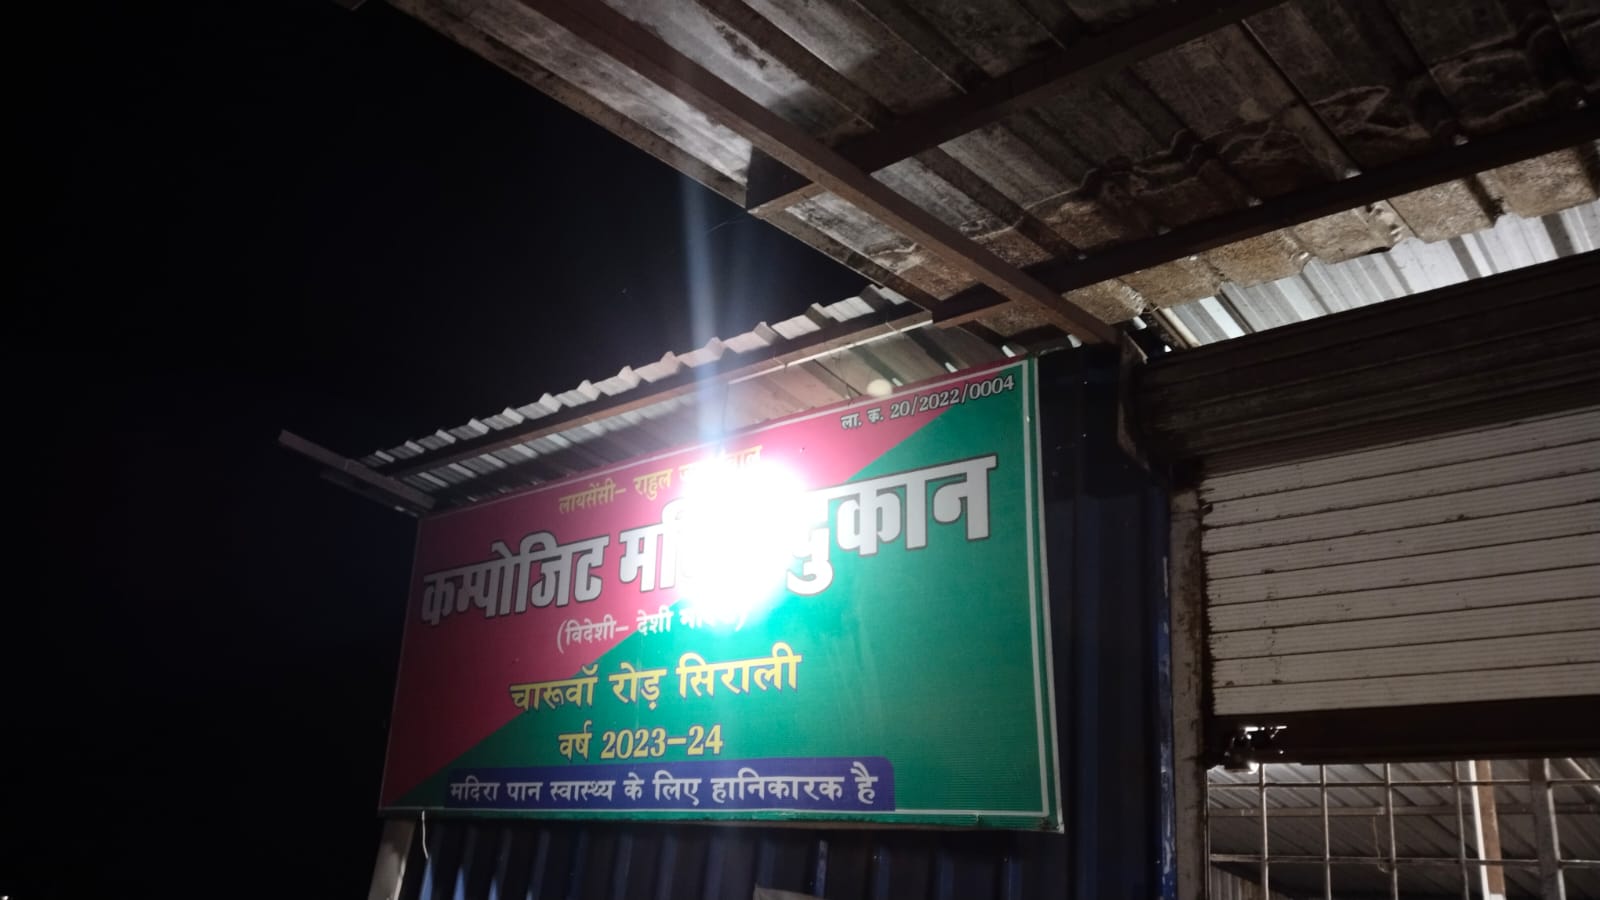 ला. क्र. 20/2022/0004
लायसेंसी- राहुल
कम्पोजिट दुकान
(विदेशी- देशी
चारूवॉ रोड़ सिराली
वर्ष 2023-24
मदिरा पान स्वास्थ्य के लिए हानिकारक है